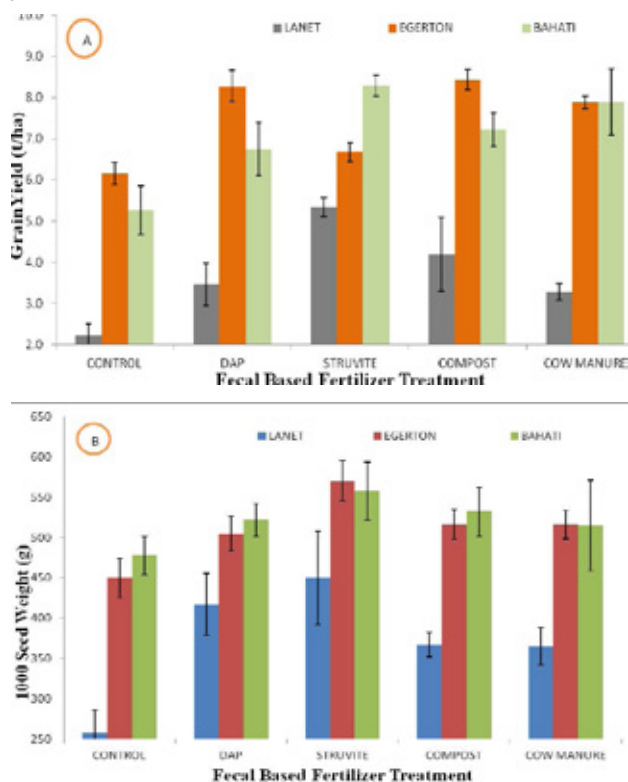 10.0
A
LANET EGERTON BAHATI
9.0
8.0
7.0
6.0
5.0
4.0
3.0
2.0
GrainYield (t/ha)
CONTROL DAP STRUVITE COMPOST COW MANURE
Fecal Based Fertilizer Treatment
650
B
LANET EGERTON BAHATI
600
550
500
450
400
350
300
250
1000 Seed Weight (g)
CONTROL DAP STRUVITE COMPOST COW MANURE
Fecal Based Fertilizer Treatment